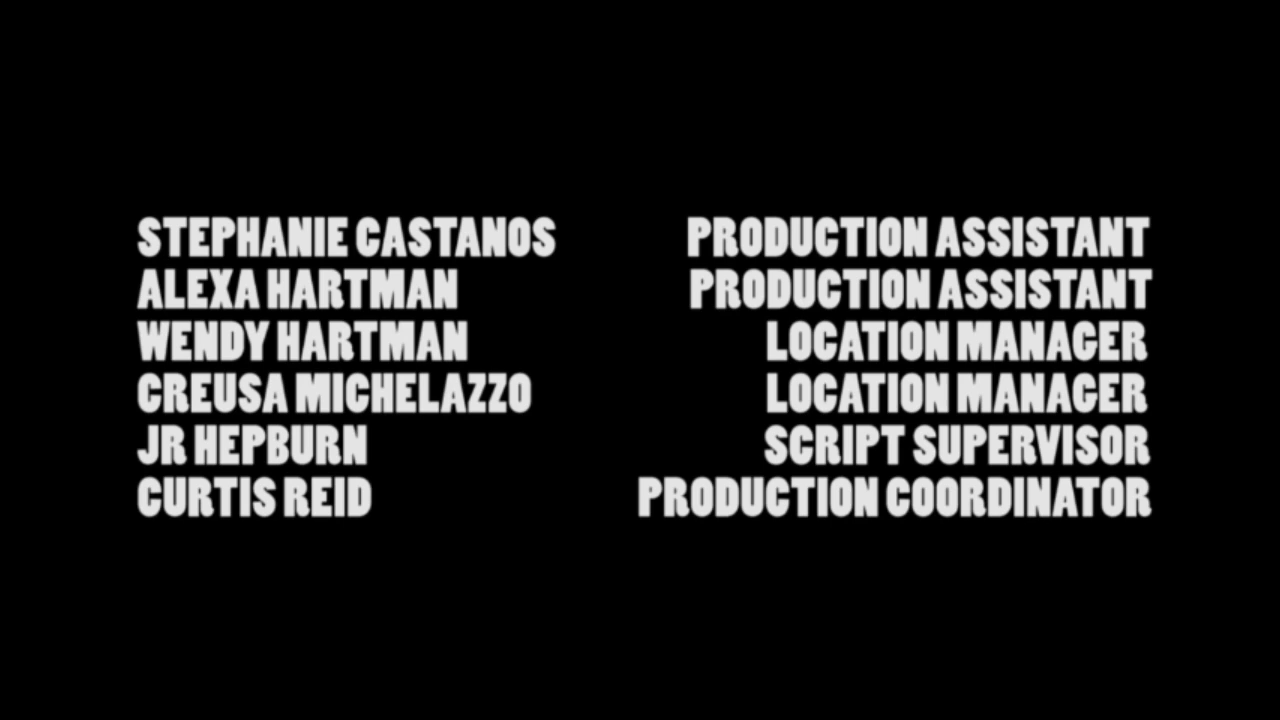 STEPHANIE CASTANOS PRODUCTION ASSISTANT
ALEXA HARTMAN PRODUCTION ASSISTANT
WENDY HARTMAN LOCATION MANAGER
CREUSA MICHELAZZO LOCATION MANAGER
JR HEPBURN SCRIPT SUPERVISOR
CURTIS REID PRODUCTION COORDINATOR